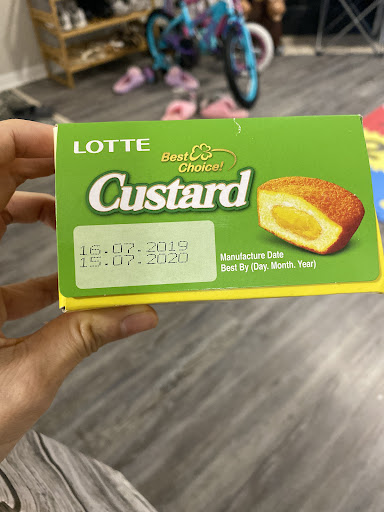 LOTTE
Best Choice!
Custard
16.07.2019
15.07.2020
Manufacture Date
Best By (Day. Month. Year)